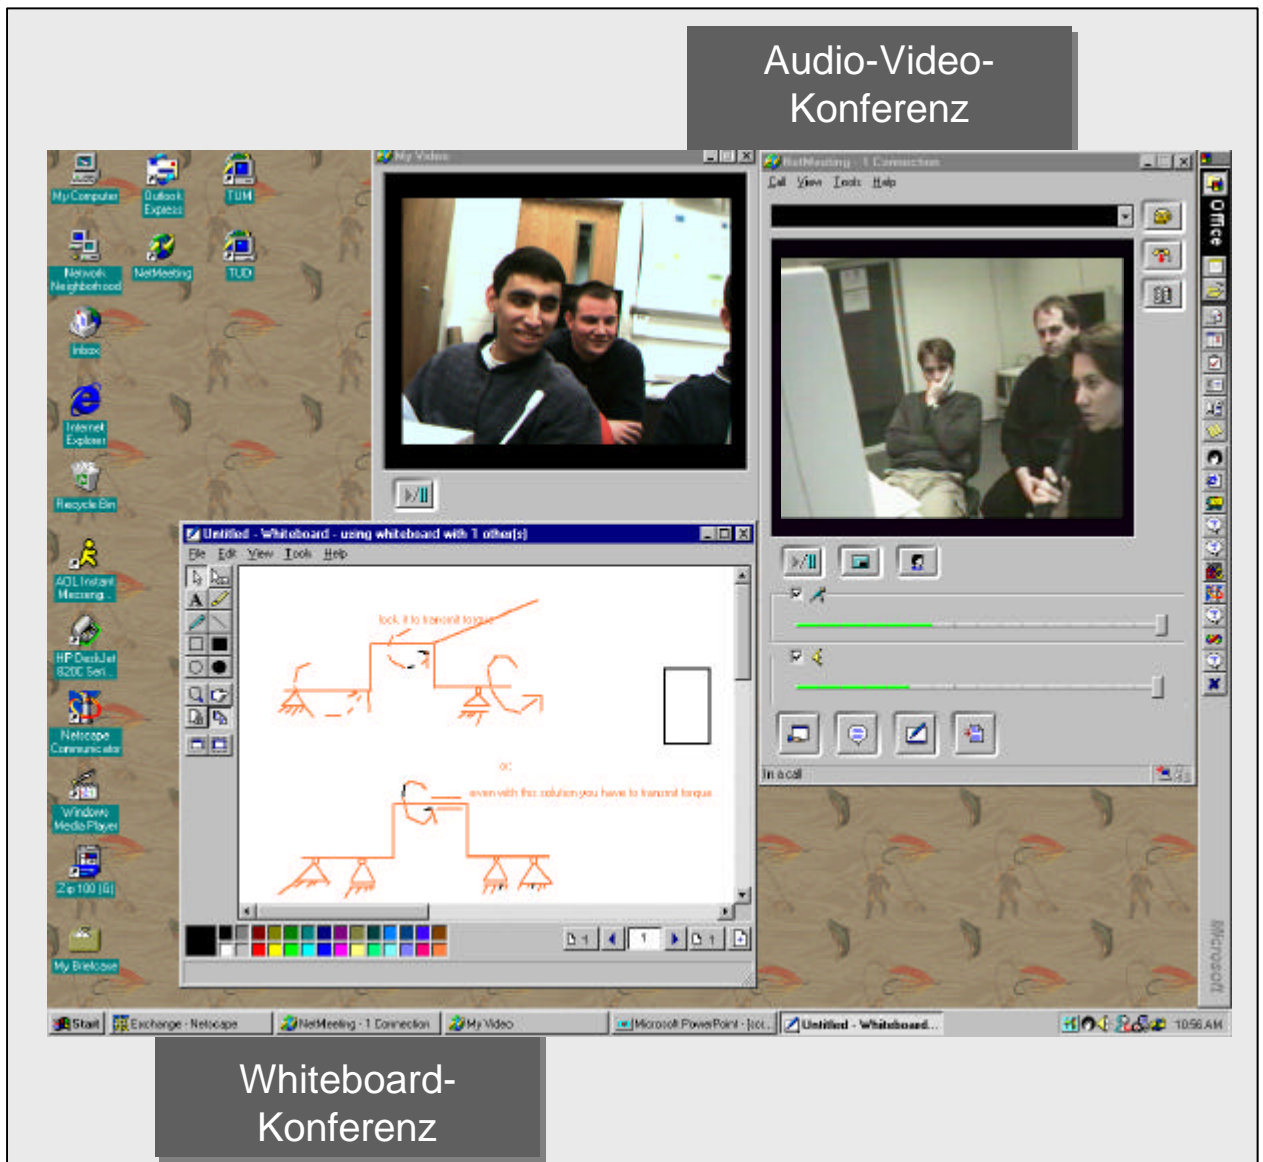 Audio-Video-
Konferenz
My Video
NetMeeting - 1 Connection
Call View Tools Help
My Computer
Outlook
Express
TUM
Network
Neighborhood
NetMeeting
TUD
Inbox
Internet
Explorer
Recycle Bin
AOL Instant
Messeng...
HP DeskJet
820C Seri...
Netscape
Communicator
Windows
Media Player
Zip 100 (G)
My Briefcase
Office
Untitled - Whiteboard - using whiteboard with 1 other(s)
File Edit View Tools Help
A
lock it to transmit torque
or:
even with this solution you have to transmit torque
1
1
1
In a call
Microsoft
Start
Exchange - Netscape
NetMeeting - 1 Connection
My Video
Microsoft PowerPoint -
Untitled - Whiteboard...
10:56 AM
Whiteboard-
Konferenz